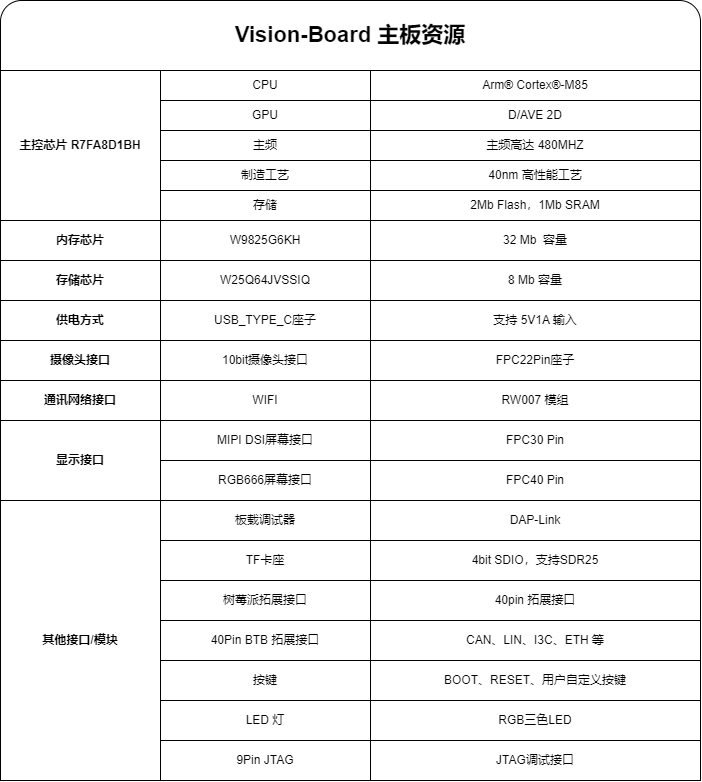 Vision-Board 主板资源
主控芯片 R7FA8D1BH
CPU
Arm® Cortex®-M85
GPU
D/AVE 2D
主频
主频高达 480MHZ
制造工艺
40nm 高性能工艺
存储
2Mb Flash，1Mb SRAM
内存芯片
W9825G6KH
32 Mb 容量
存储芯片
W25Q64JVSSIQ
8 Mb 容量
供电方式
USB_TYPE_C座子
支持 5V1A 输入
摄像头接口
10bit摄像头接口
FPC22Pin座子
通讯网络接口
WIFI
RW007 模组
显示接口
MIPI DSI屏幕接口
FPC30 Pin
RGB666屏幕接口
FPC40 Pin
其他接口/模块
板载调试器
DAP-Link
TF卡座
4bit SDIO，支持SDR25
树莓派拓展接口
40pin 拓展接口
40Pin BTB 拓展接口
CAN、LIN、I3C、ETH 等
按键
BOOT、RESET、用户自定义按键
LED 灯
RGB三色LED
9Pin JTAG
JTAG调试接口